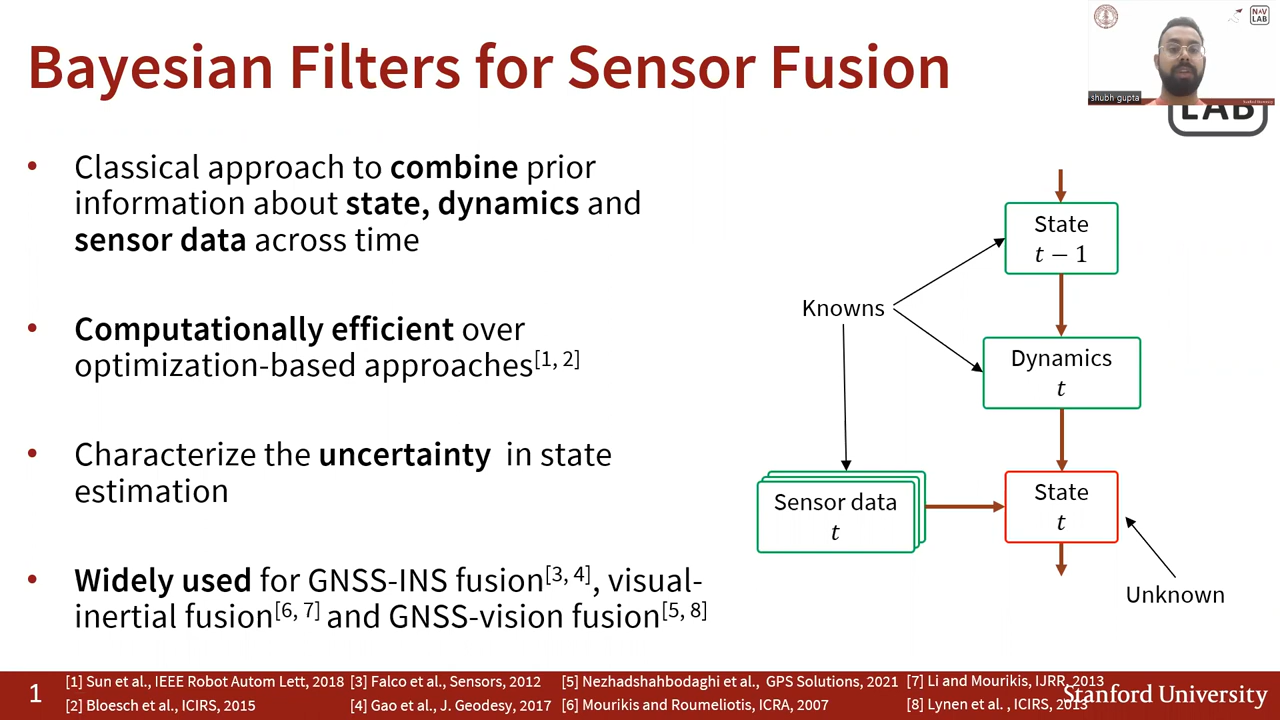 Bayesian Filters for Sensor Fusion
NAV
LAB
shubh gupta
LAB
• Classical approach to combine prior
information about state, dynamics and
sensor data across time
• Computationally efficient over
optimization-based approaches[1, 2]
• Characterize the uncertainty in state
estimation
• Widely used for GNSS-INS fusion[3, 4], visual-
inertial fusion[6, 7] and GNSS-vision fusion[5, 8]
State
t − 1
Knowns
Dynamics
t
Sensor data
t
State
t
Unknown
1
[1] Sun et al., IEEE Robot Autom Lett, 2018
[2] Bloesch et al., ICIRS, 2015
[3] Falco et al., Sensors, 2012
[4] Gao et al., J. Geodesy, 2017
[5] Nezhadshahbodaghi et al., GPS Solutions, 2021
[6] Mourikis and Roumeliotis, ICRA, 2007
[7] Li and Mourikis, IJRR, 2013
[8] Lynen et al. , ICIRS, 2013
Stanford University